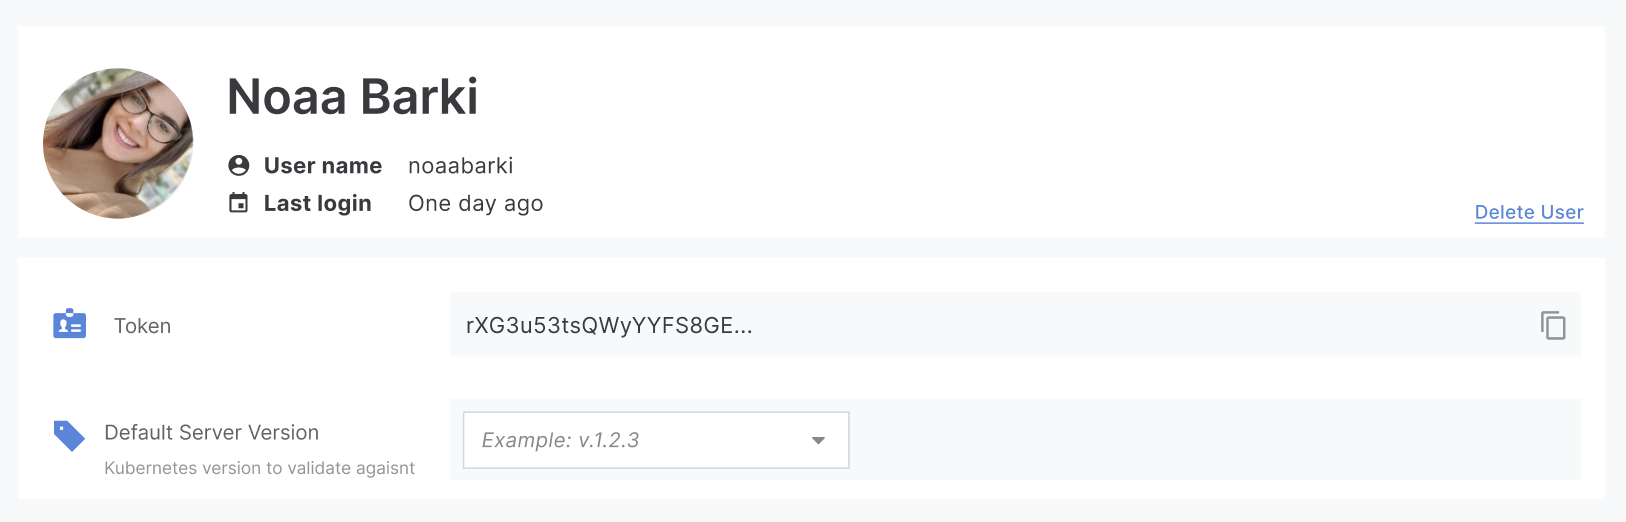 Noaa Barki
User name noaabarki
Last login One day ago
Delete User
Token rXG3u53tsQWyYYFS8GE...
Default Server Version
Example: v.1.2.3
Kubernetes version to validate agaisnt